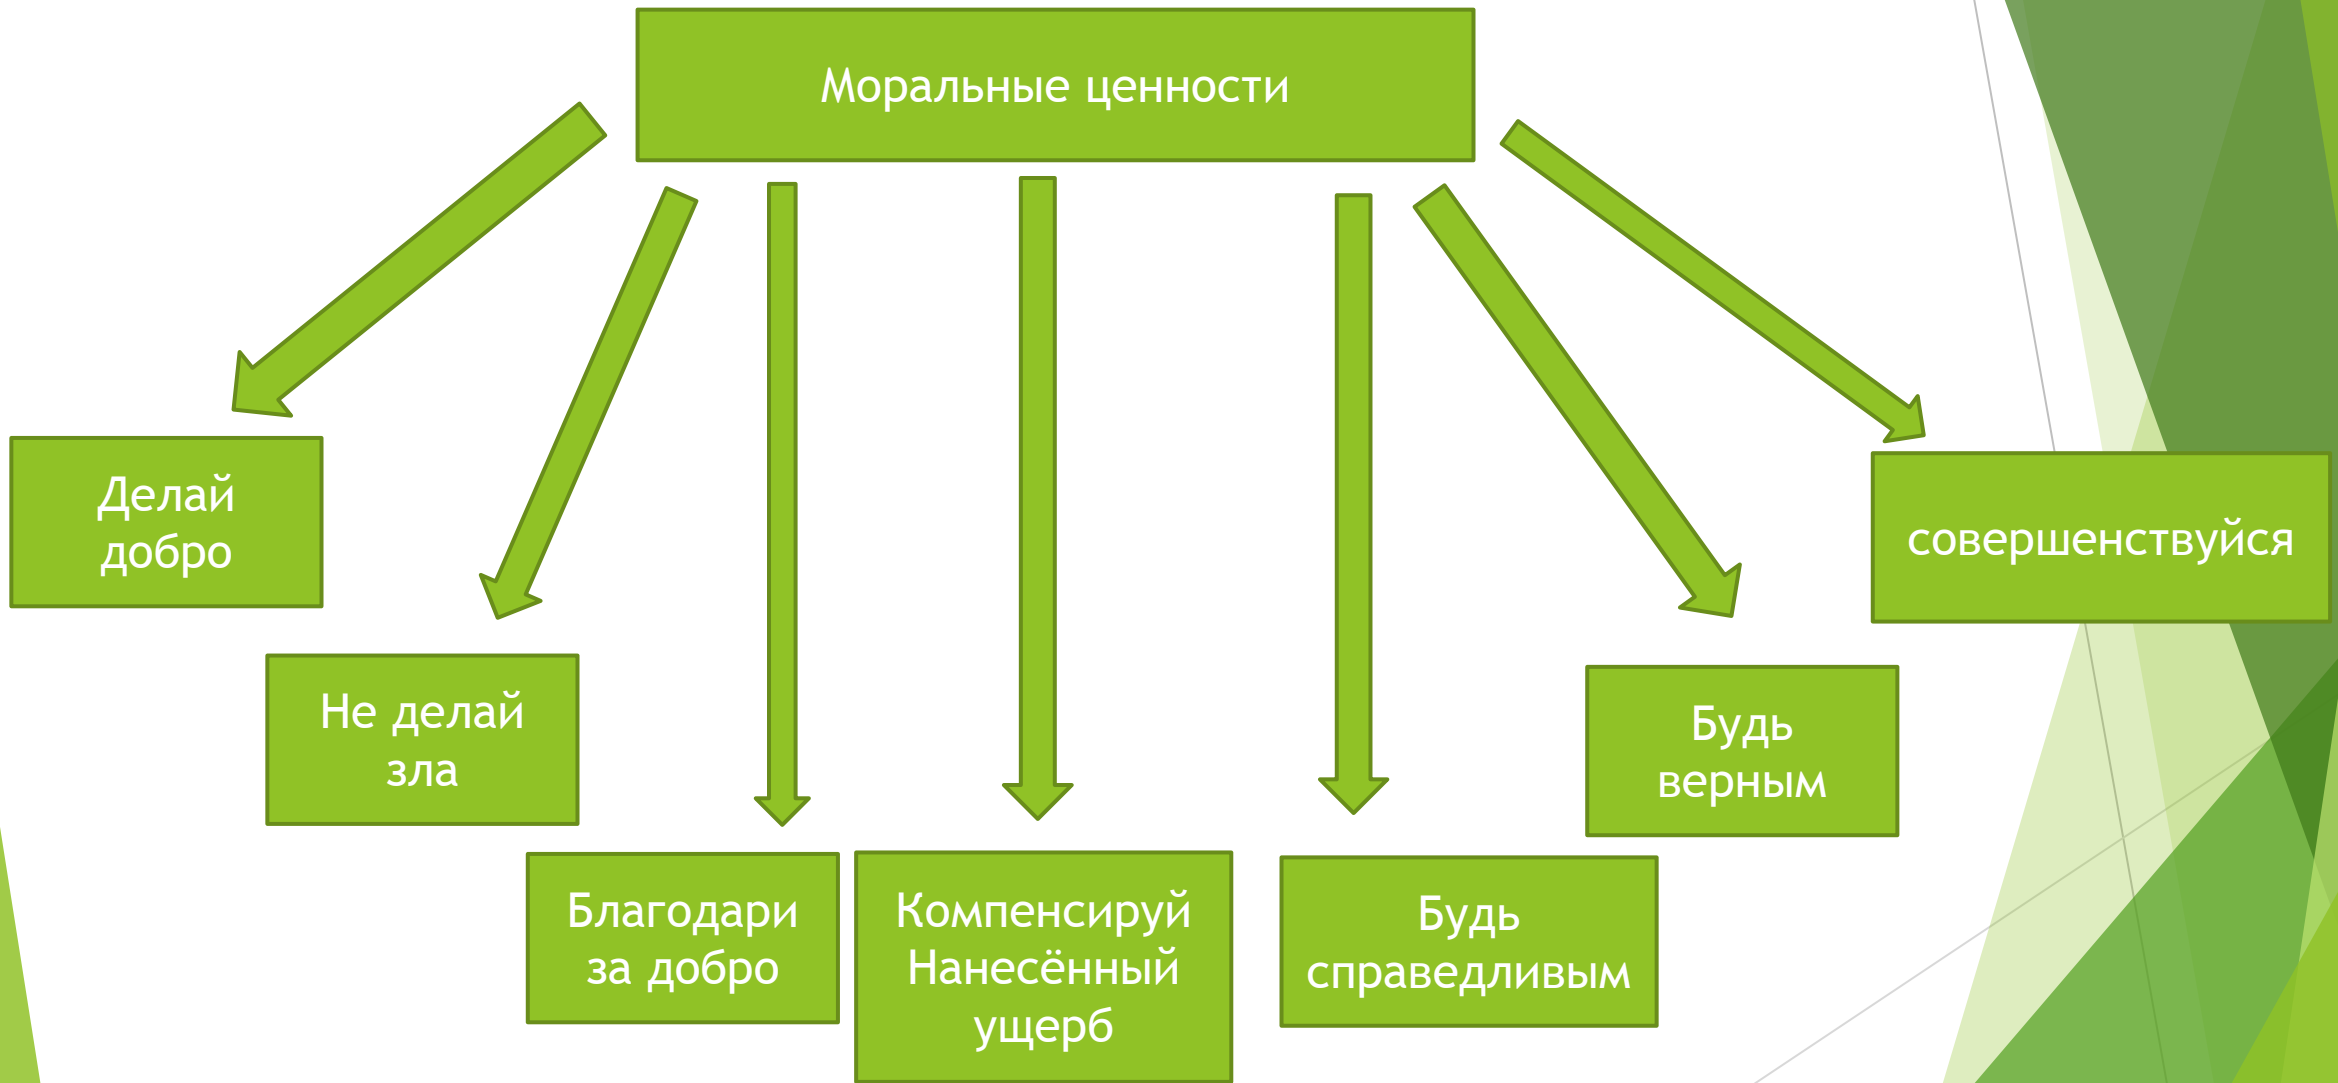 Моральные ценности
Делай
добро
Не делай
зла
Благодари
за добро
Компенсируй
Нанесённый
ущерб
Будь
справедливым
Будь
верным
совершенствуйся